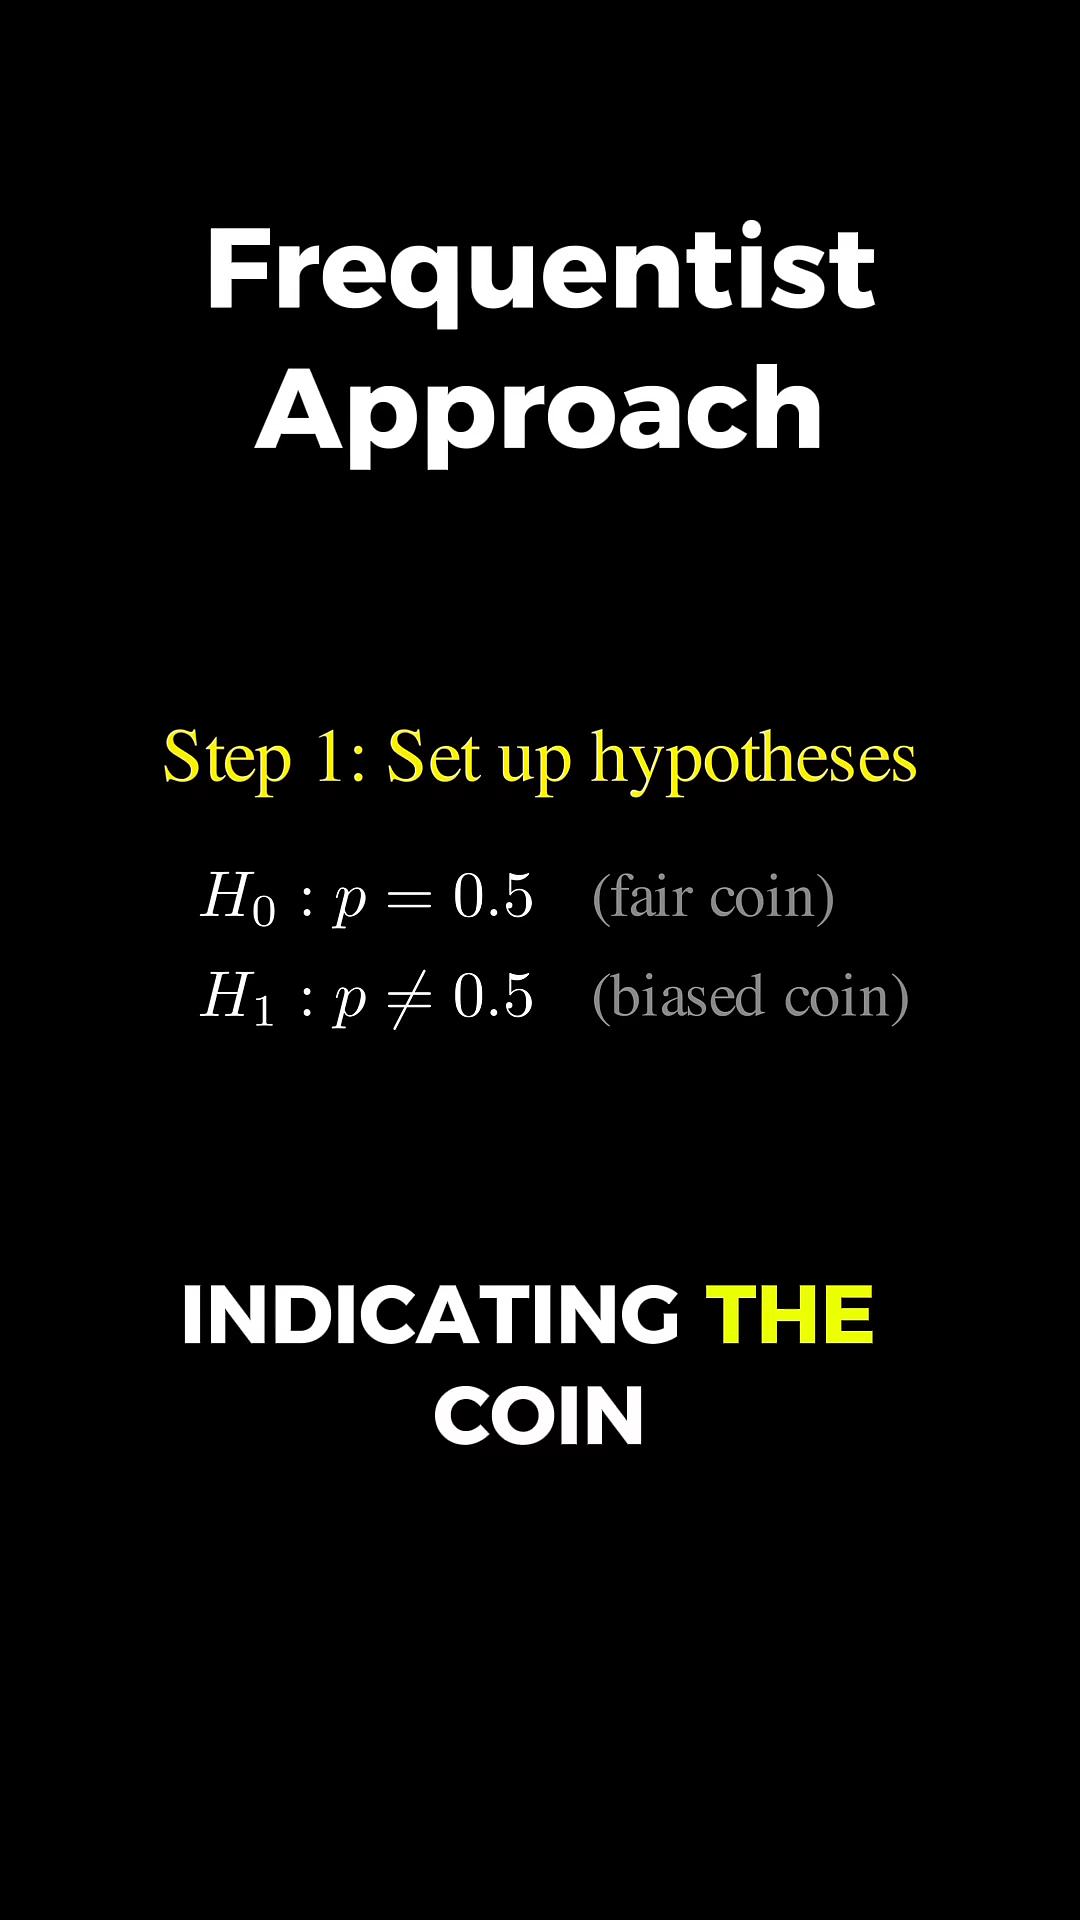 Frequentist
Approach
Step 1: Set up hypotheses
H₀ : p = 0.5 (fair coin)
H₁ : p ≠ 0.5 (biased coin)
INDICATING THE
COIN